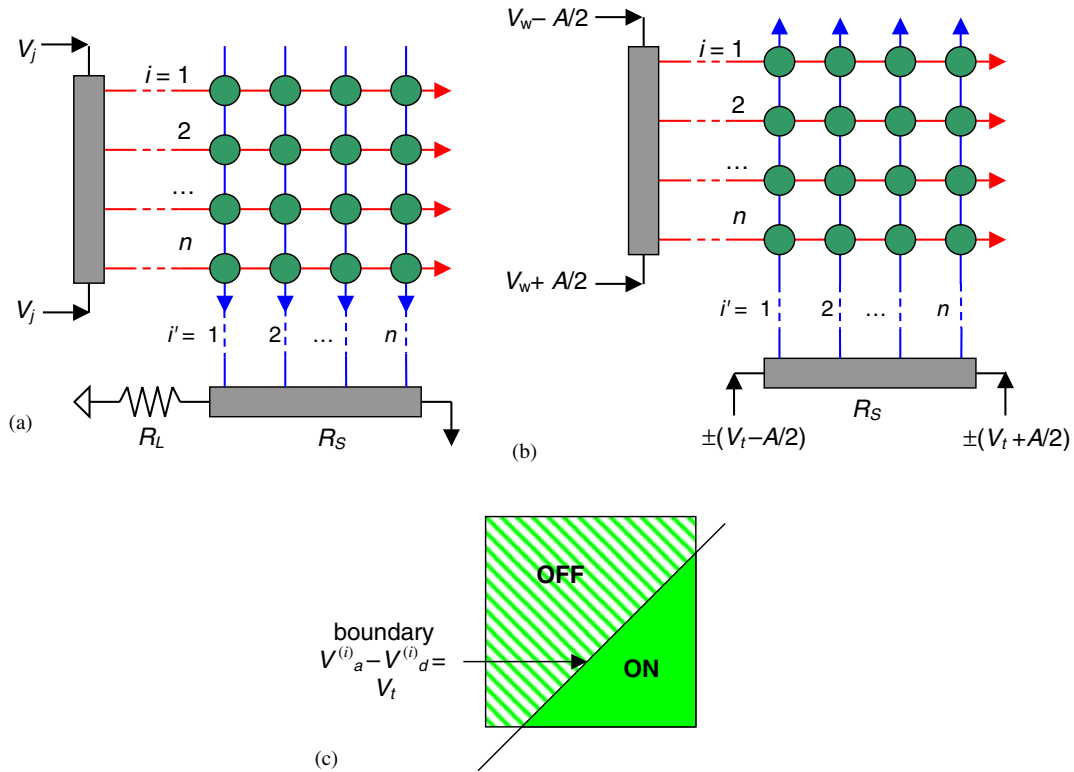 V_j
i = 1
2
...
n
V_j
i' = 1 2 ... n
R_L R_S
(a)
V_w – A/2
i = 1
2
...
n
V_w + A/2
i' = 1 2 ... n
R_S
±(V_t – A/2) ±(V_t + A/2)
(b)
OFF
boundary
V^(i)_a – V^(i)_d =
V_t
ON
(c)